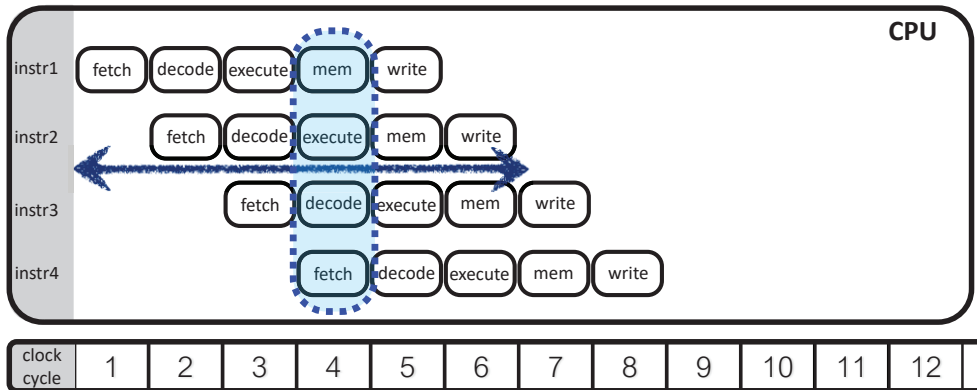 CPU
instr1 fetch decode execute mem write
instr2 fetch decode execute mem write
instr3 fetch decode execute mem write
instr4 fetch decode execute mem write
clock cycle 1 2 3 4 5 6 7 8 9 10 11 12